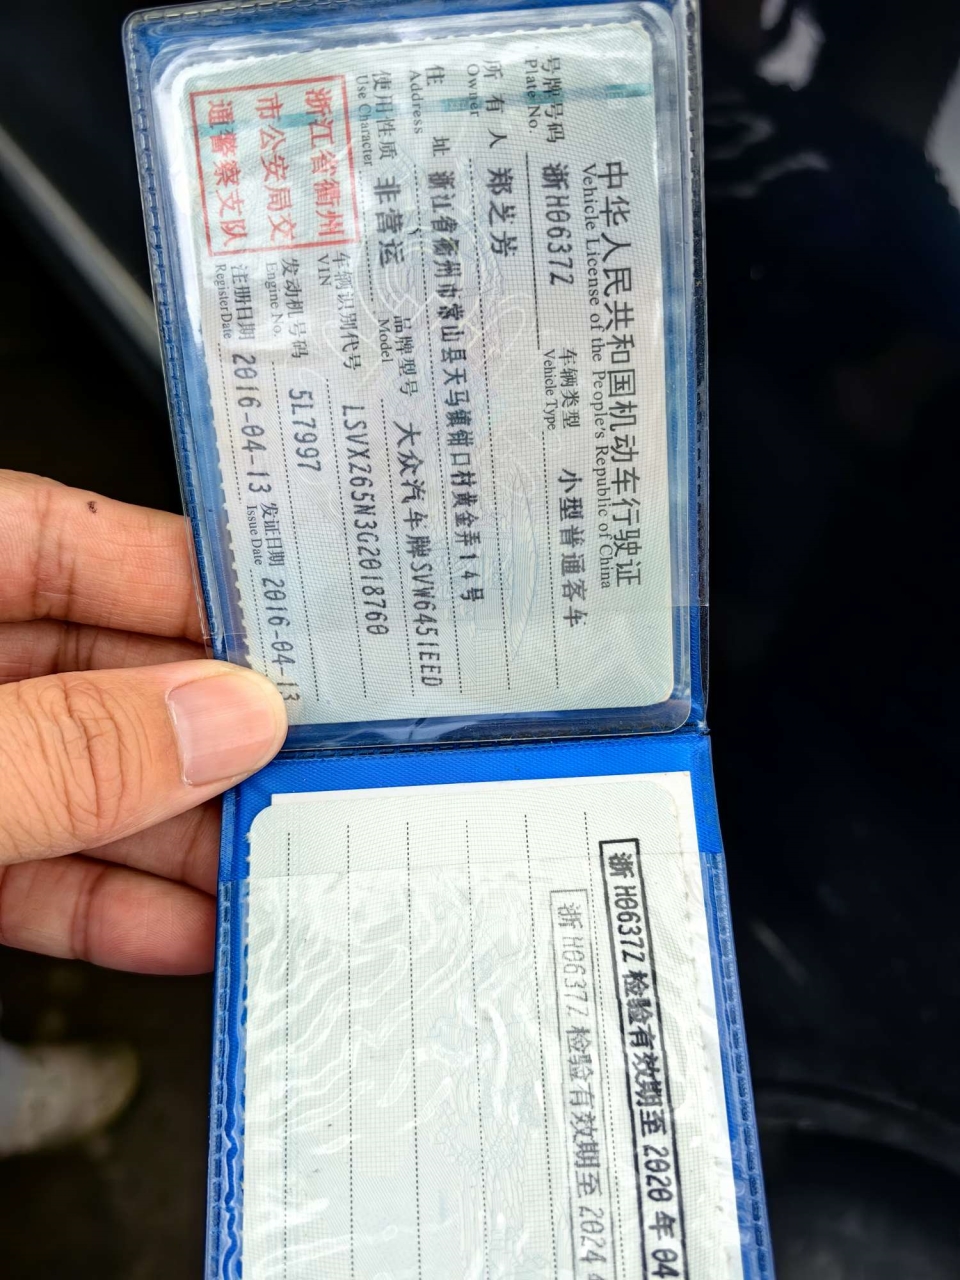 中华人民共和国机动车行驶证
Vehicle License of the People's Republic of China
号牌号码 浙H0637Z 车辆类型 小型普通客车
Plate No. Vehicle Type
所有人 郑芝芳
Owner
住址 浙江省衢州市常山县天马镇钳口村黄金弄14号
Address
使用性质 非营运 品牌型号 大众汽车牌SVW6451EED
Use Character Model
浙江省衢州
市公安局交
通警察支队
车辆识别代号 LSVXZ65N3G2018760
VIN
发动机号码 5L7997
Engine No.
注册日期 2016-04-13 发证日期 2016-04-13
Register Date Issue Date
浙H0637Z 检验有效期至 2020年04
浙H0637Z 检验有效期至 2024